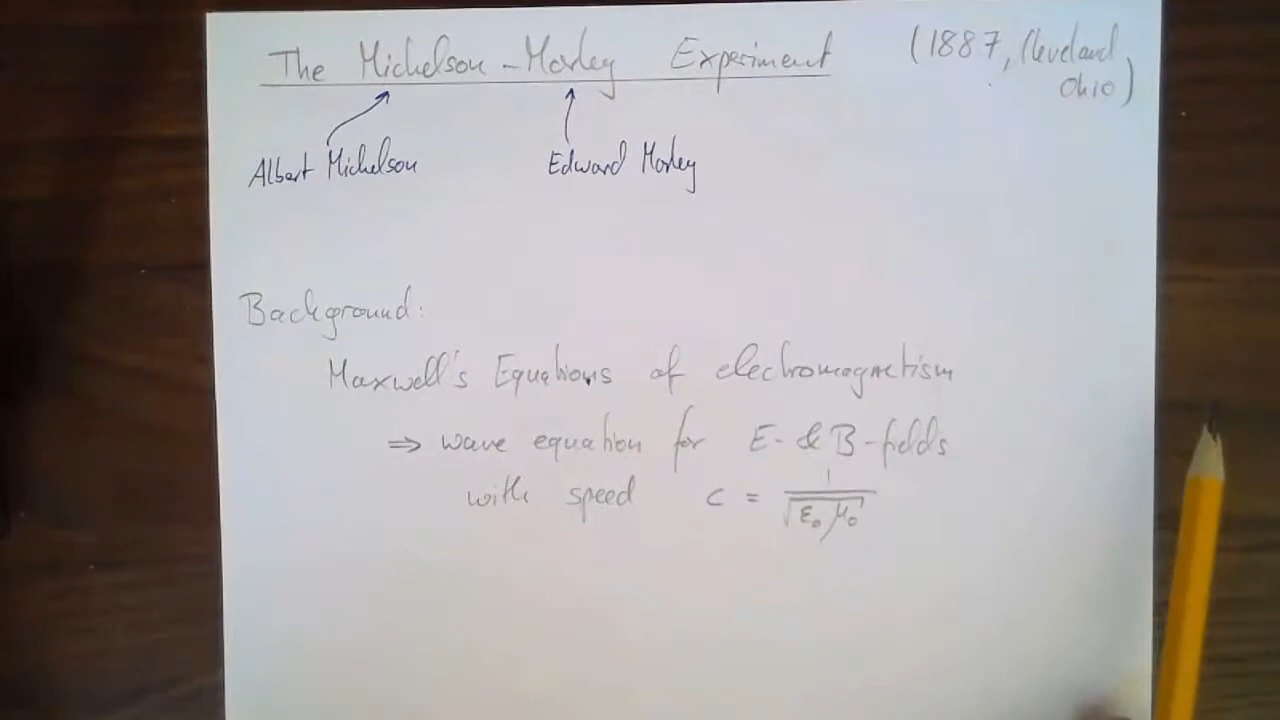 The Michelson-Morley Experiment (1887, Cleveland
Ohio)
Albert Michelson Edward Morley
Background:
Maxwell's Equations of electromagnetism
⇒ wave equation for E- & B-fields
with speed c = 1/√ε₀μ₀